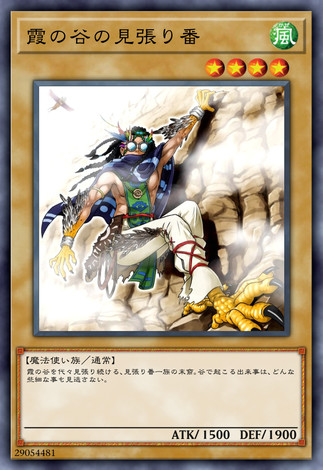 霞の谷の見張り番
風
【魔法使い族／通常】
霞の谷を代々見張り続ける、見張り番一族の末裔。谷で起こる出来事は、どんな
些細な事も見逃さない。
ATK/1500 DEF/1900
29054481